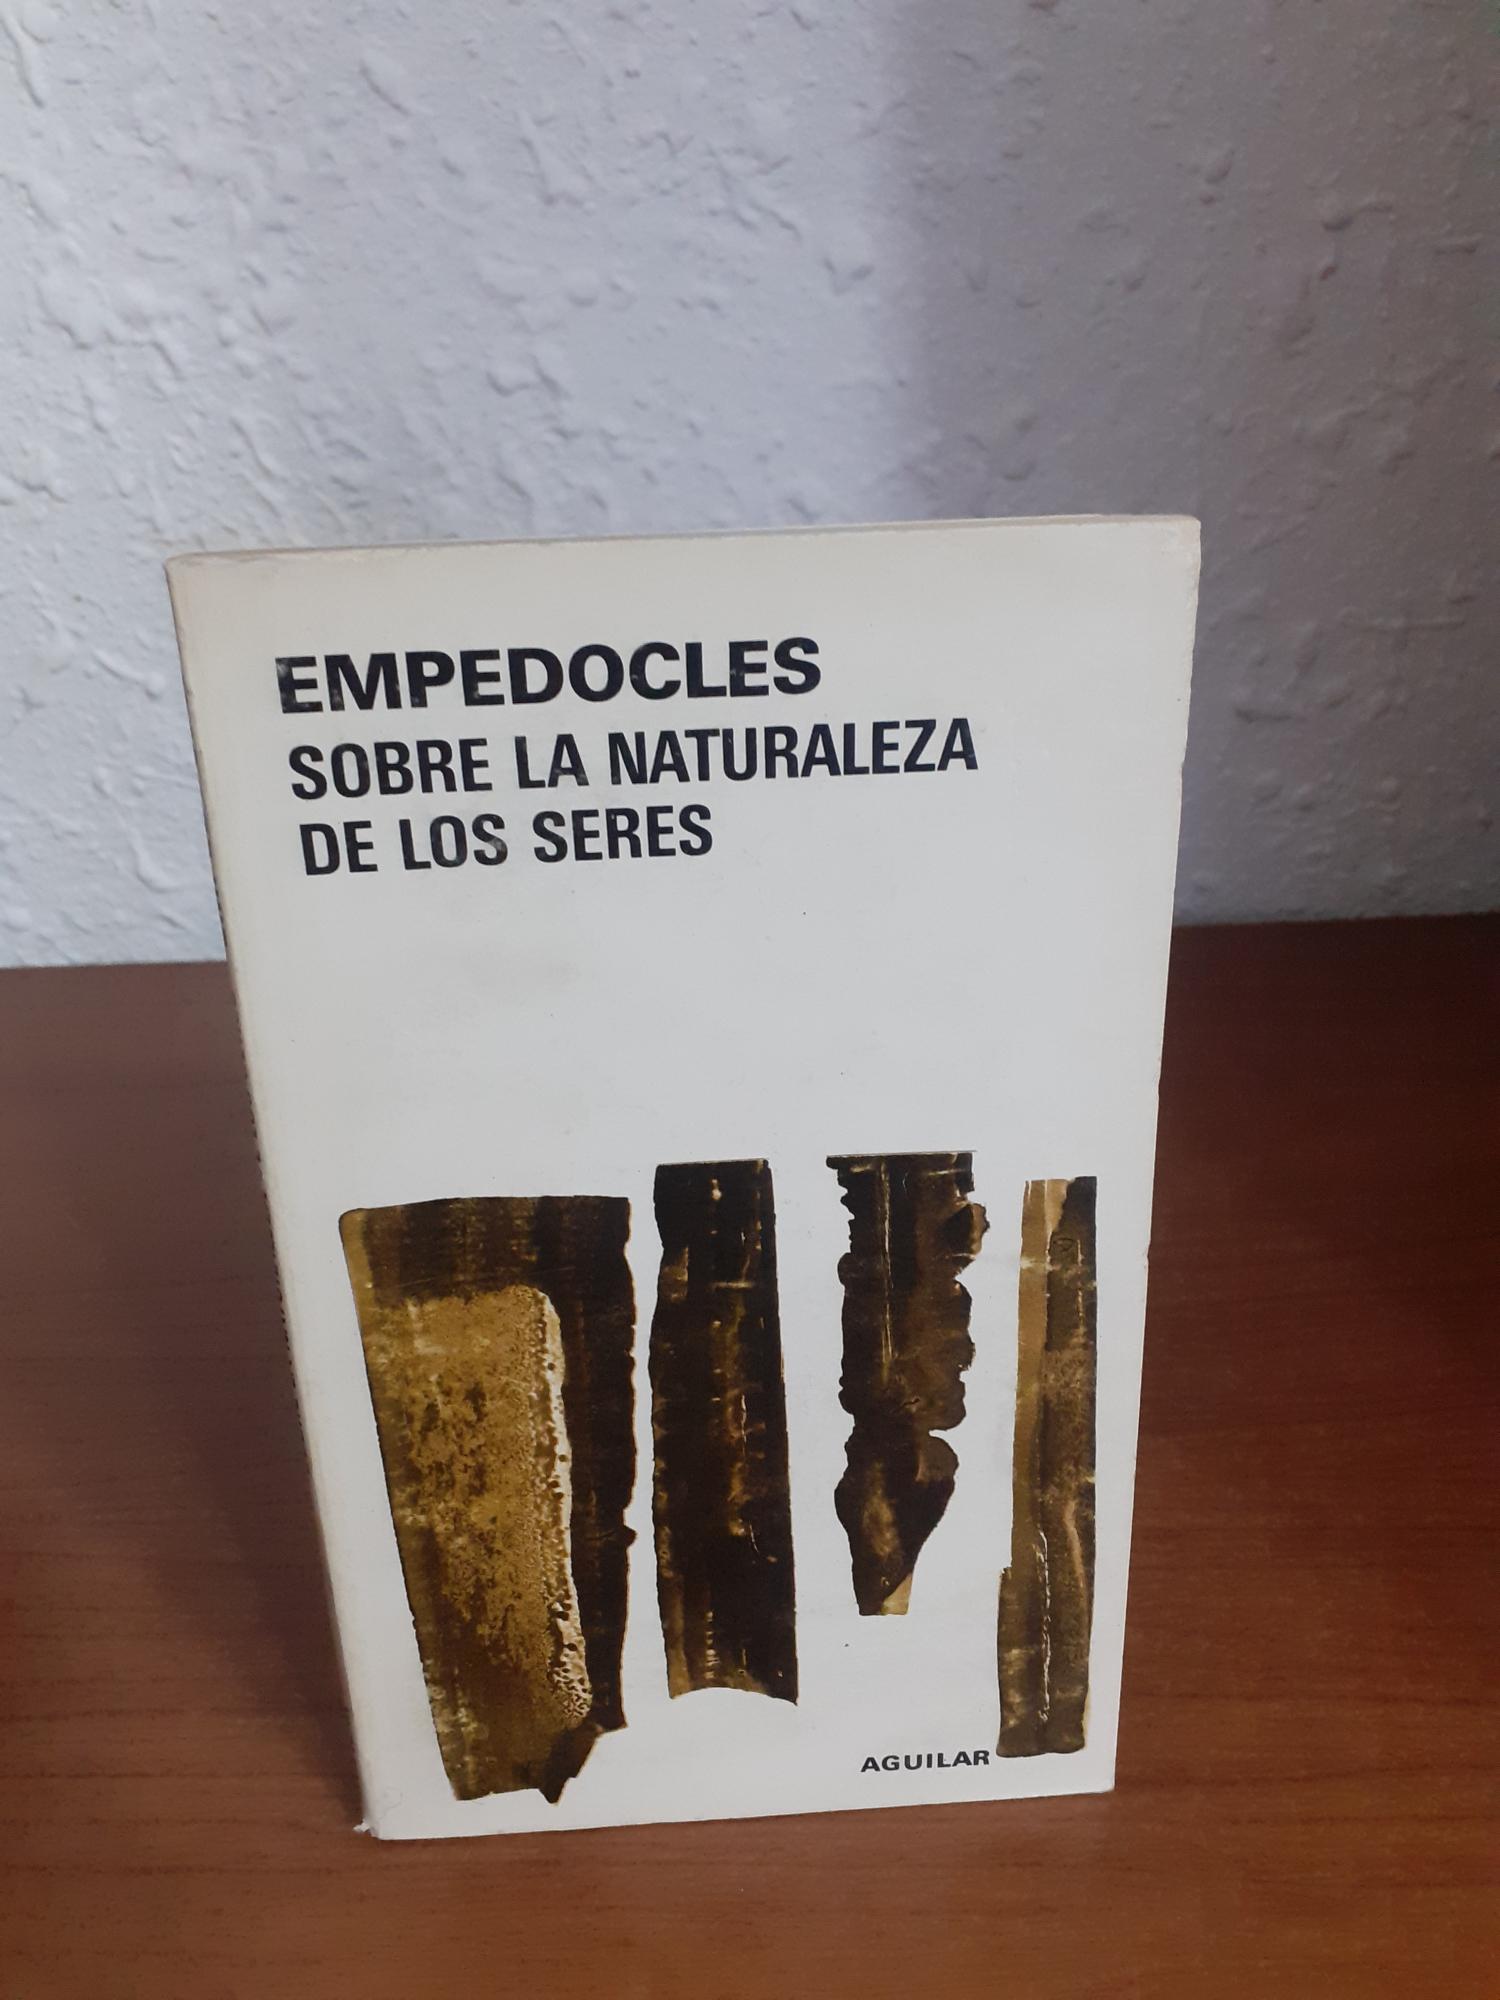 EMPEDOCLES
SOBRE LA NATURALEZA
DE LOS SERES
AGUILAR